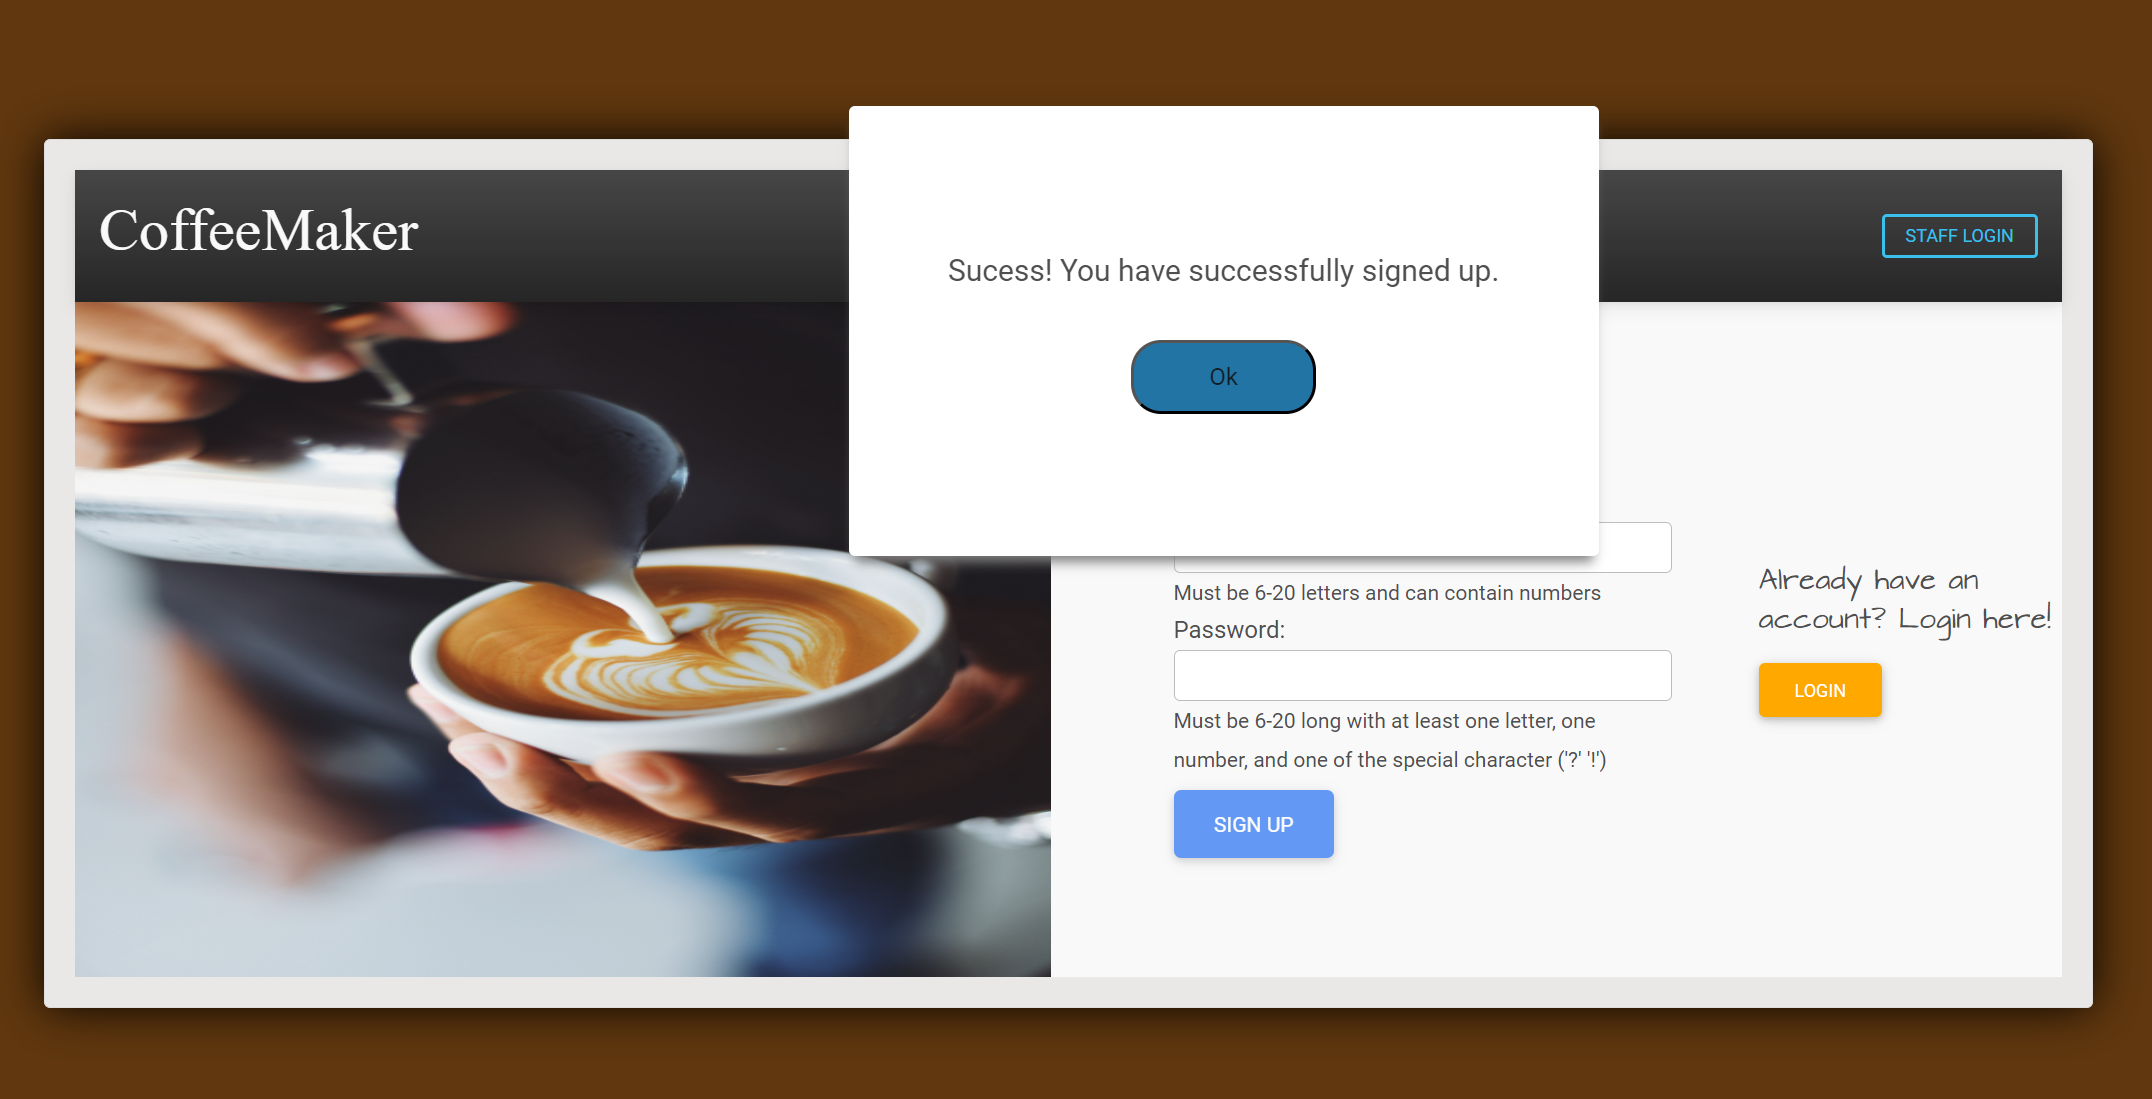 CoffeeMaker
STAFF LOGIN
Sucess! You have successfully signed up.
Ok
Must be 6-20 letters and can contain numbers
Password:
Must be 6-20 long with at least one letter, one
number, and one of the special character ('?' '!')
SIGN UP
Already have an
account? Login here!
LOGIN